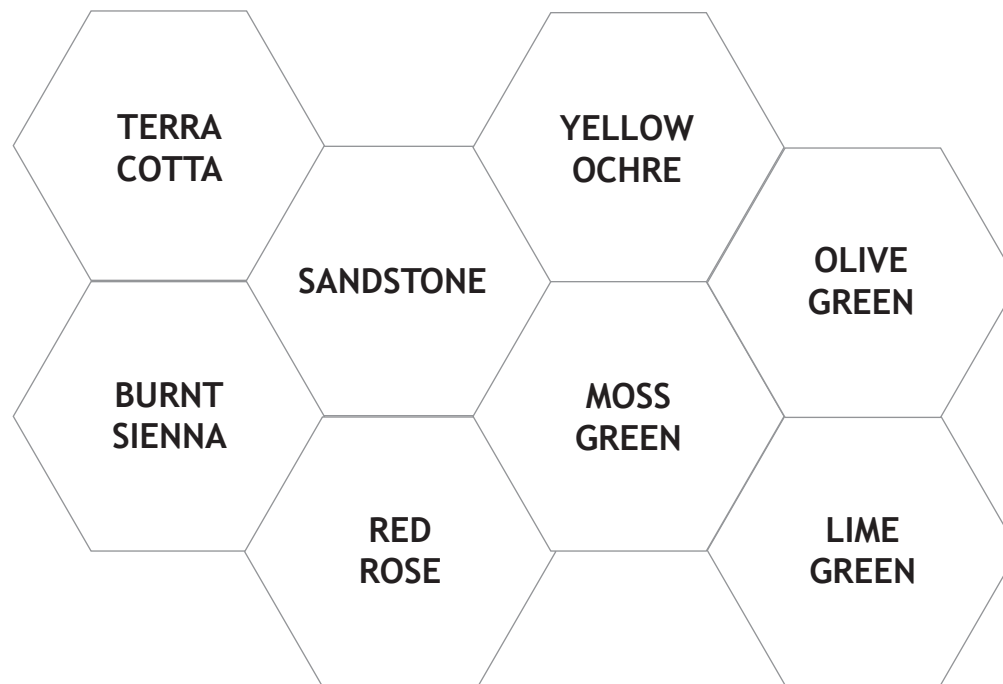 TERRA
COTTA
YELLOW
OCHRE
SANDSTONE
OLIVE
GREEN
BURNT
SIENNA
MOSS
GREEN
RED
ROSE
LIME
GREEN